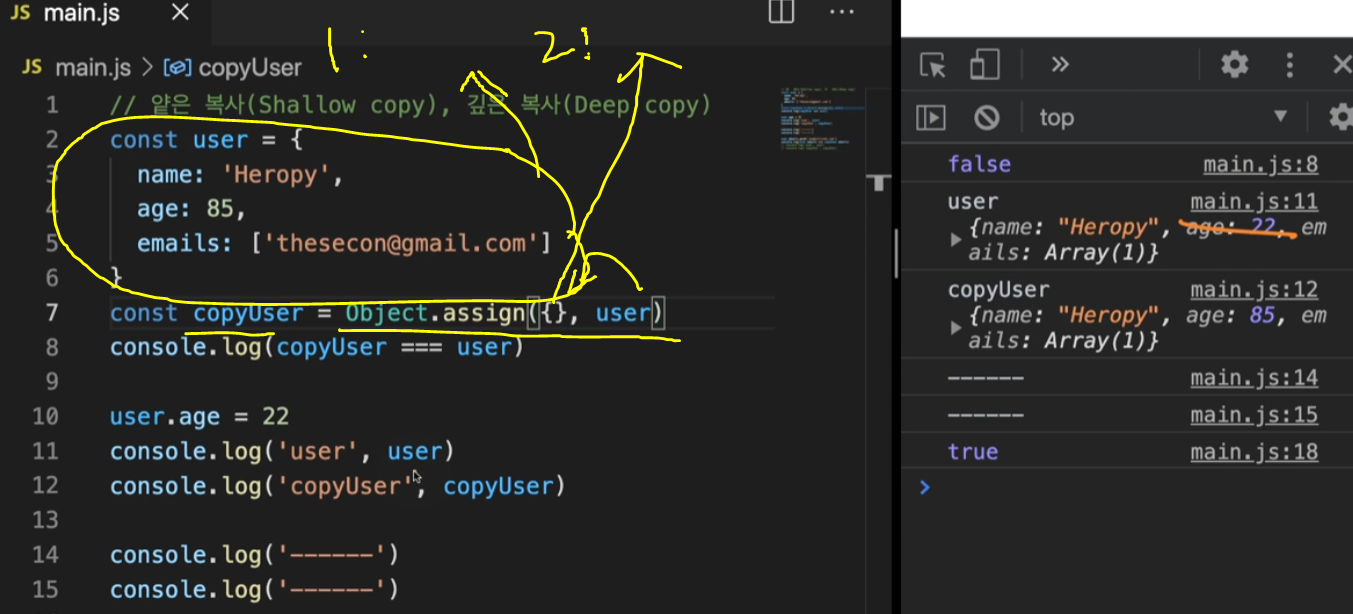 JS main.js ×
JS main.js > copyUser
1: 2!
1 // 얕은 복사(Shallow copy), 깊은 복사(Deep copy)
2 const user = {
3 name: 'Heropy',
4 age: 85,
5 emails: ['thesecon@gmail.com']
6 }
7 const copyUser = Object.assign({}, user)
8 console.log(copyUser === user)
9
10 user.age = 22
11 console.log('user', user)
12 console.log('copyUser', copyUser)
13
14 console.log('------')
15 console.log('------')
top
false main.js:8
user main.js:11
{name: "Heropy", age: 22, em
ails: Array(1)}
copyUser main.js:12
{name: "Heropy", age: 85, em
ails: Array(1)}
------ main.js:14
------ main.js:15
true main.js:18